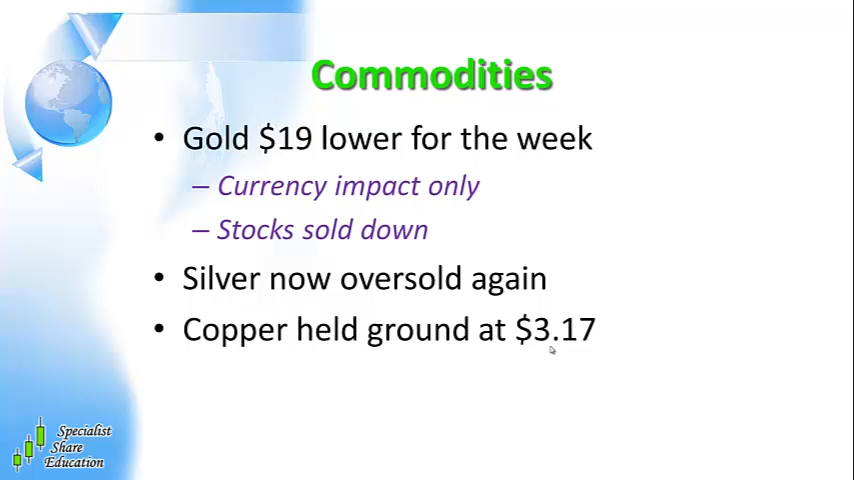 Commodities
• Gold $19 lower for the week
– Currency impact only
– Stocks sold down
• Silver now oversold again
• Copper held ground at $3.17
Specialist
Share
Education